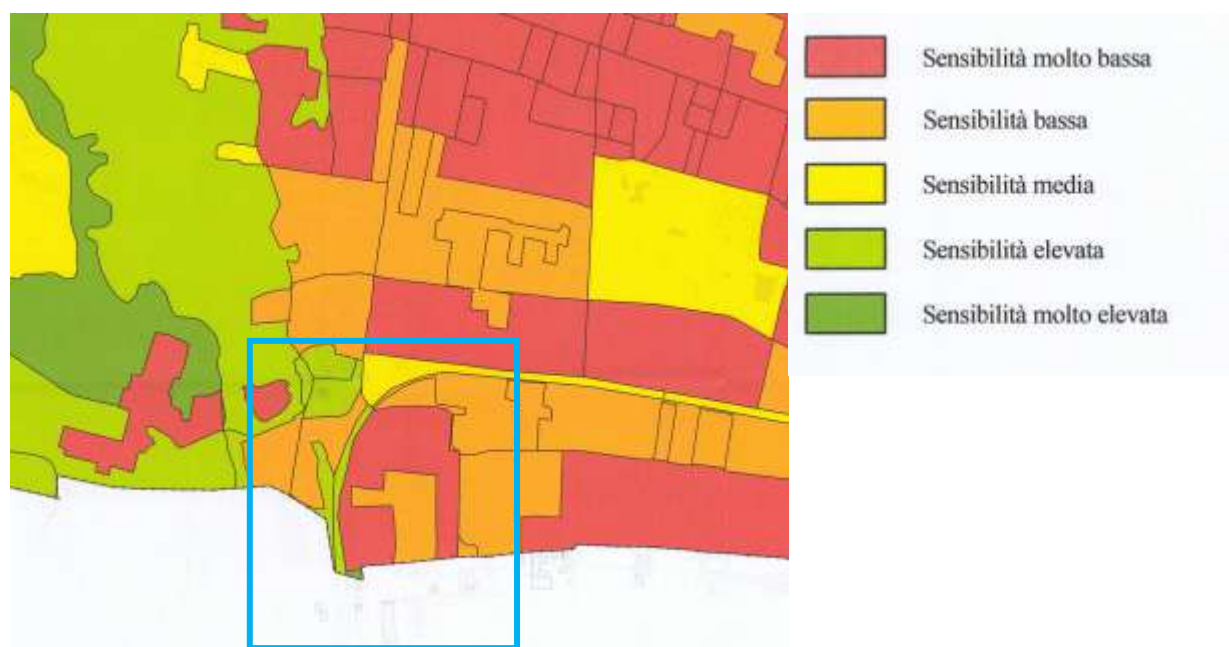 Sensibilità molto bassa
Sensibilità bassa
Sensibilità media
Sensibilità elevata
Sensibilità molto elevata